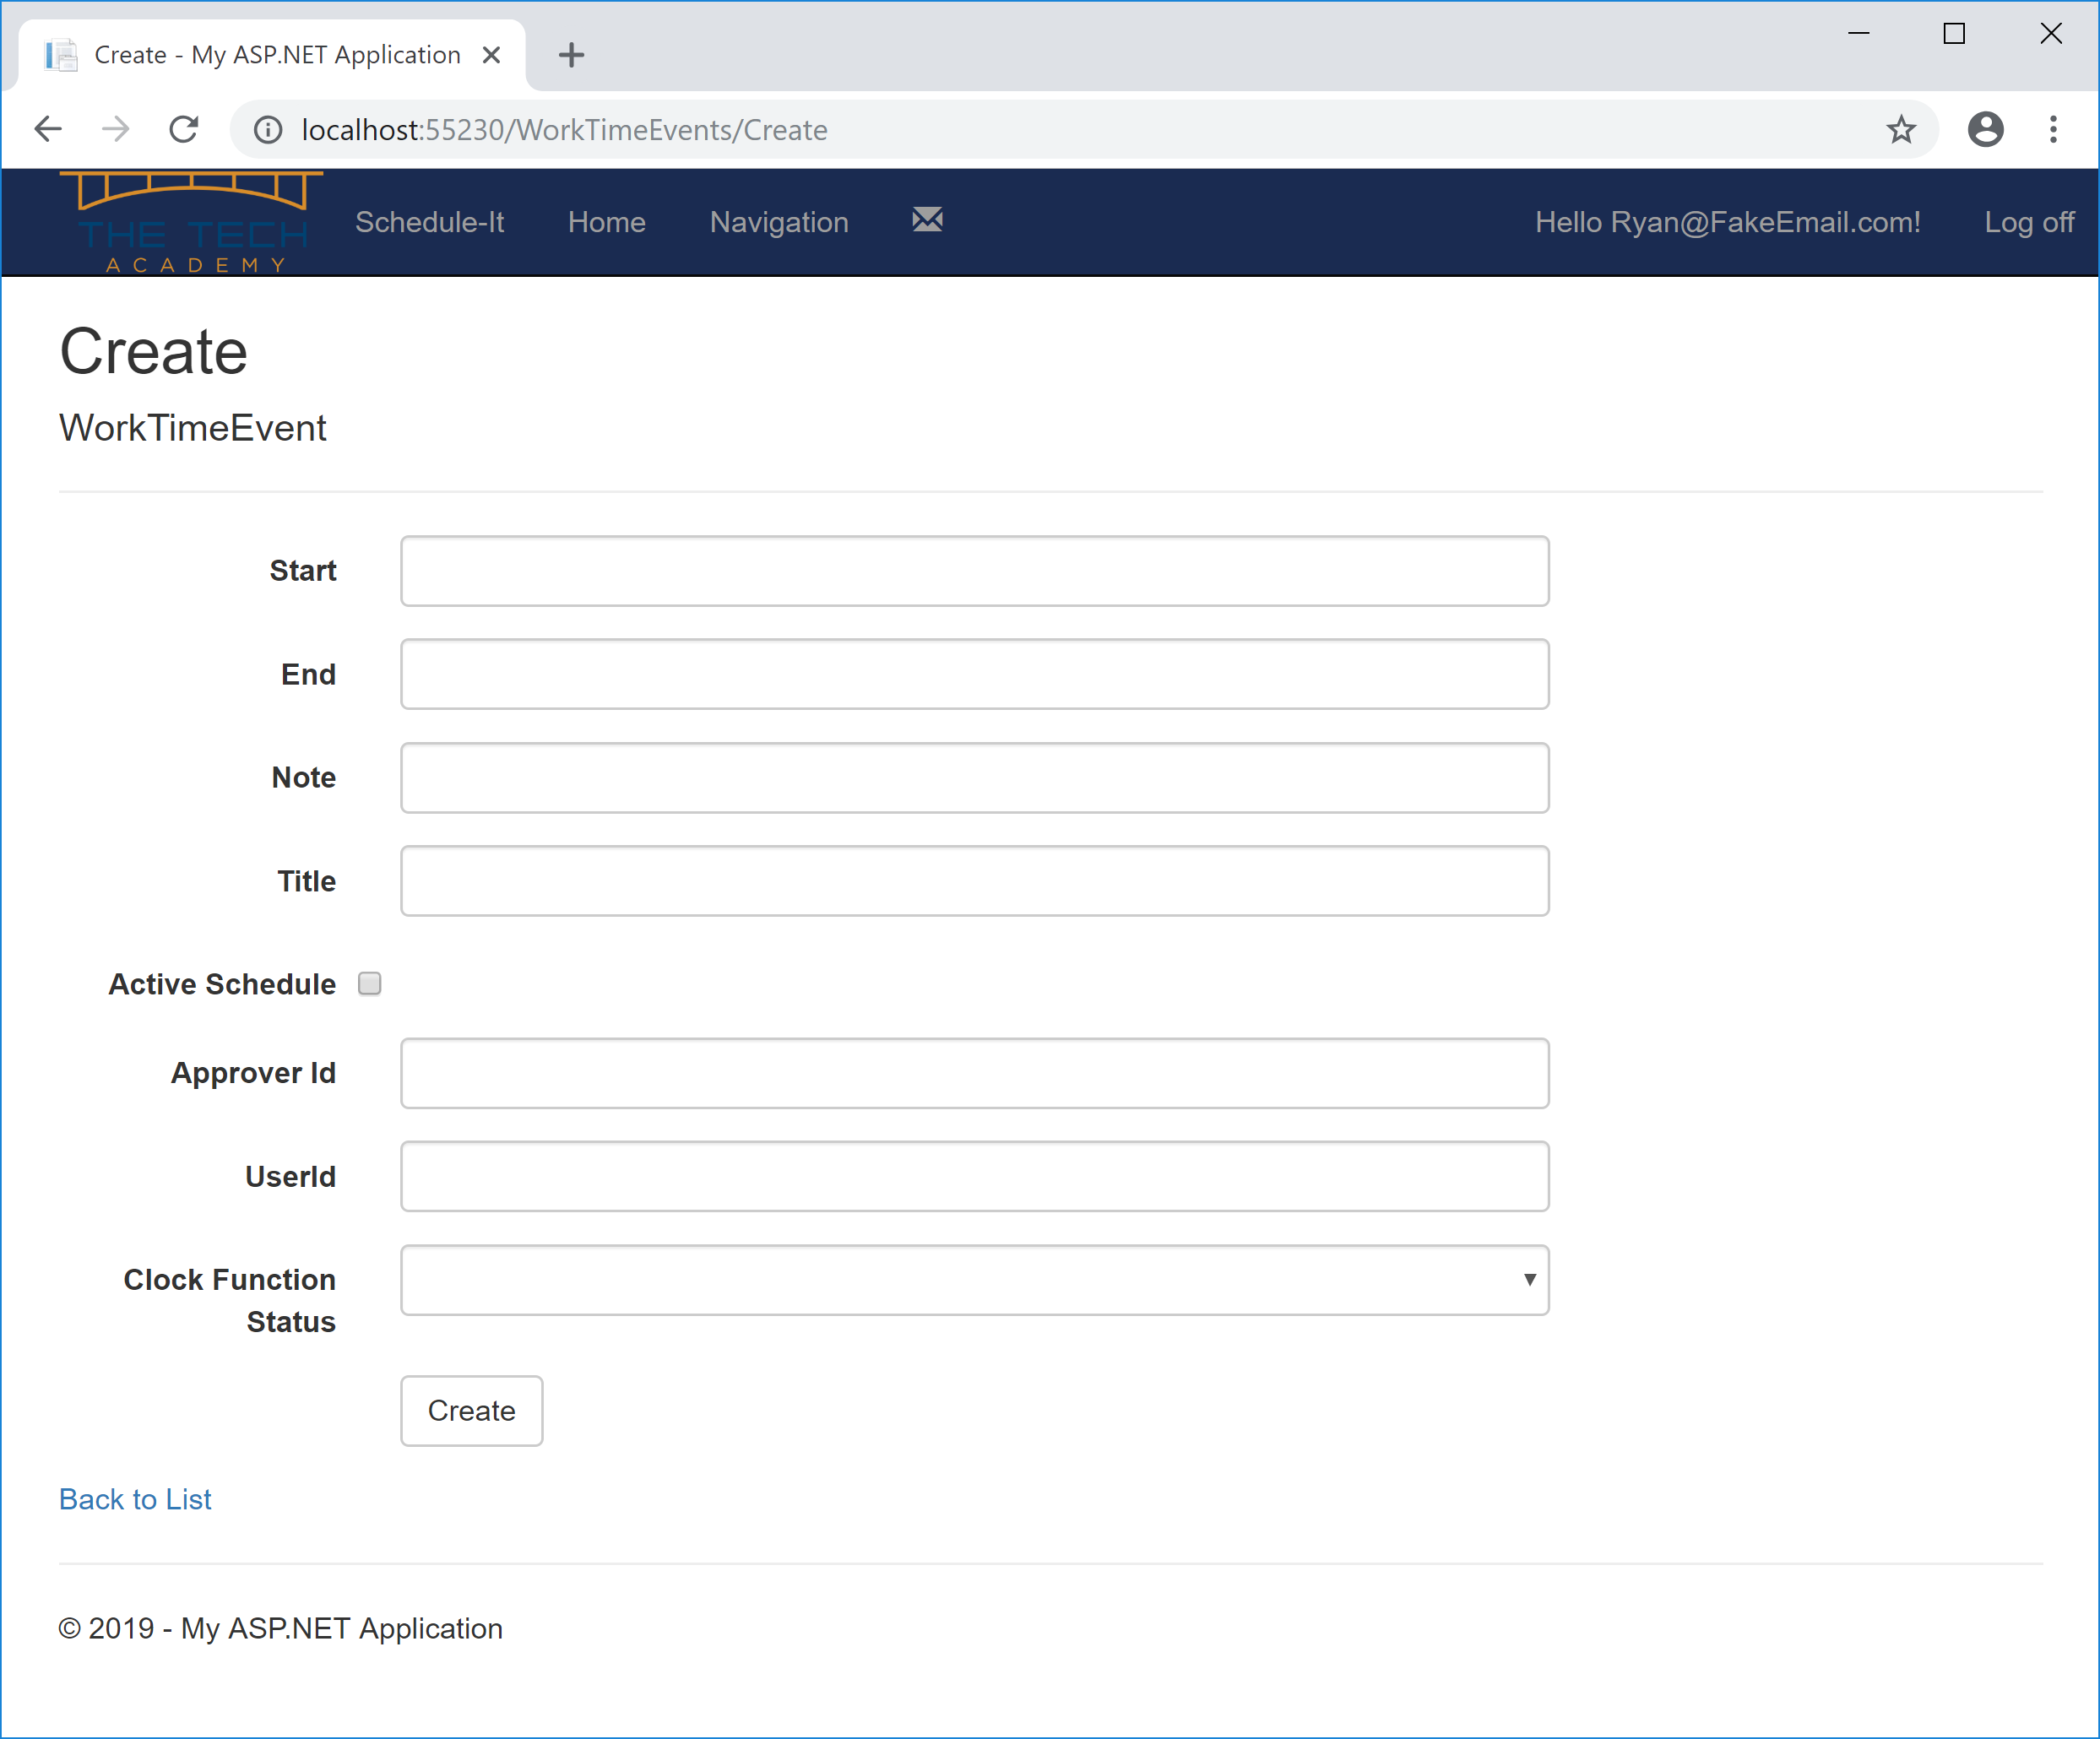 Create - My ASP.NET Application
localhost:55230/WorkTimeEvents/Create
THE TECH
ACADEMY
Schedule-It Home Navigation Hello Ryan@FakeEmail.com! Log off
Create
WorkTimeEvent
Start
End
Note
Title
Active Schedule
Approver Id
UserId
Clock Function
Status
Create
Back to List
© 2019 - My ASP.NET Application